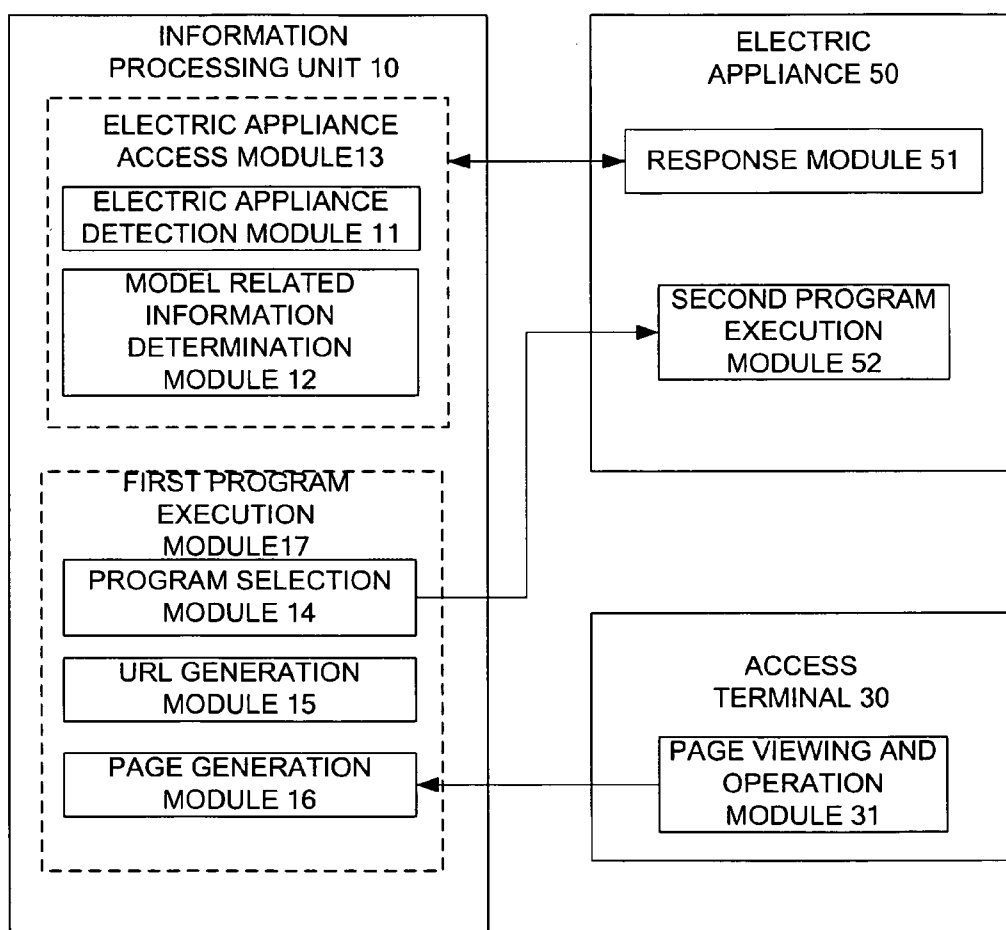 INFORMATION
PROCESSING UNIT 10
ELECTRIC APPLIANCE
ACCESS MODULE13
ELECTRIC APPLIANCE
DETECTION MODULE 11
MODEL RELATED
INFORMATION
DETERMINATION
MODULE 12
FIRST PROGRAM
EXECUTION
MODULE17
PROGRAM SELECTION
MODULE 14
URL GENERATION
MODULE 15
PAGE GENERATION
MODULE 16
ELECTRIC
APPLIANCE 50
RESPONSE MODULE 51
SECOND PROGRAM
EXECUTION
MODULE 52
ACCESS
TERMINAL 30
PAGE VIEWING AND
OPERATION
MODULE 31